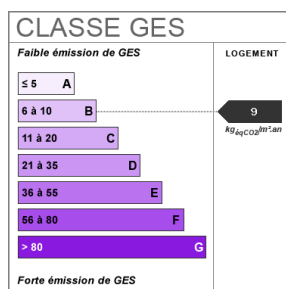 CLASSE GES
Faible émission de GES
LOGEMENT
≤ 5 A
6 à 10 B
9
kgéqCO2/m².an
11 à 20 C
21 à 35 D
36 à 55 E
56 à 80 F
> 80 G
Forte émission de GES